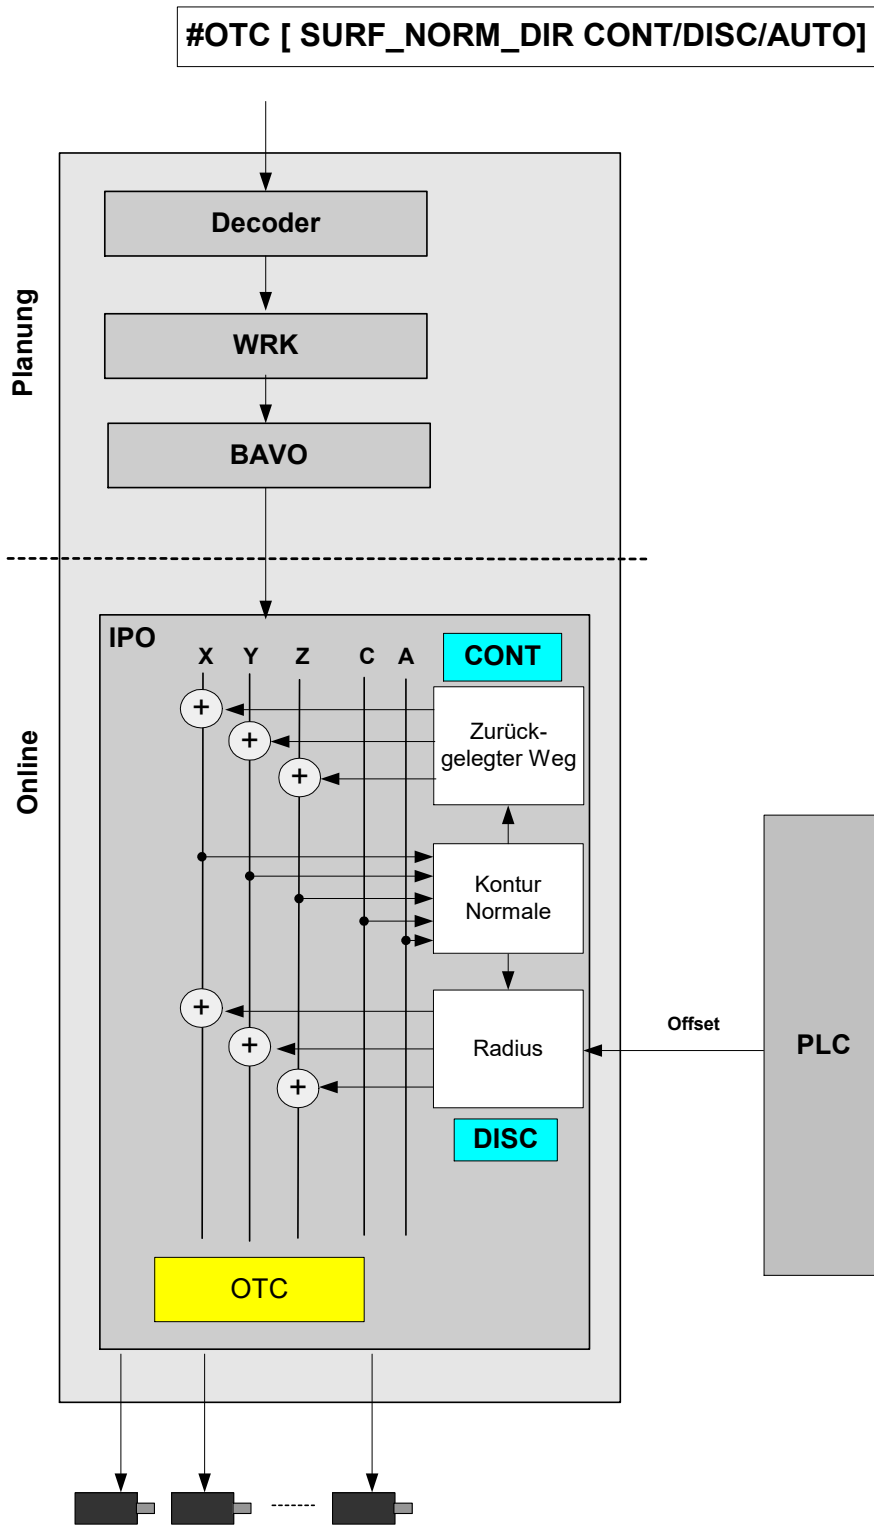 #OTC [ SURF_NORM_DIR CONT/DISC/AUTO]
Planung
Decoder
WRK
BAVO
Online
IPO
X Y Z C A
CONT
+
+
+
Zurück-
gelegter Weg
Kontur
Normale
+
+
+
Radius
Offset
PLC
DISC
OTC